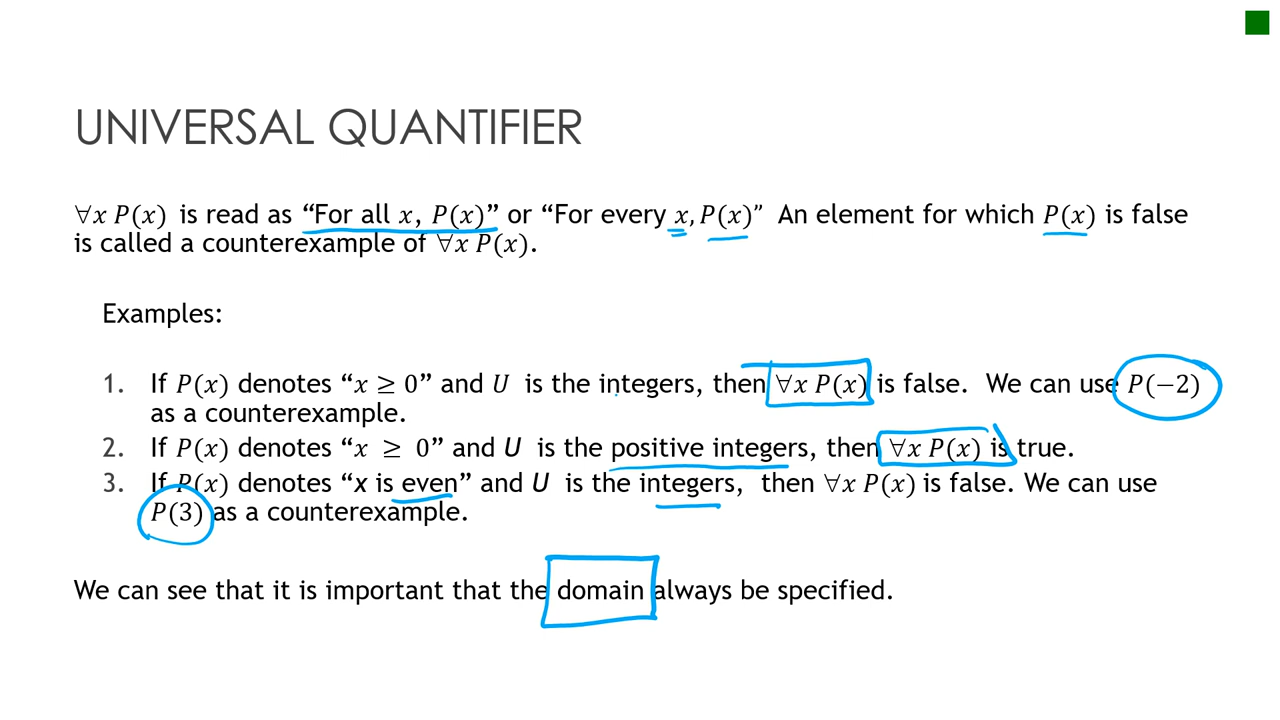 UNIVERSAL QUANTIFIER
∀x P(x) is read as “For all x, P(x)” or “For every x, P(x)” An element for which P(x) is false
is called a counterexample of ∀x P(x).
Examples:
1. If P(x) denotes “x ≥ 0” and U is the integers, then ∀x P(x) is false. We can use P(−2)
as a counterexample.
2. If P(x) denotes “x ≥ 0” and U is the positive integers, then ∀x P(x) is true.
3. If P(x) denotes “x is even” and U is the integers, then ∀x P(x) is false. We can use
P(3) as a counterexample.
We can see that it is important that the domain always be specified.